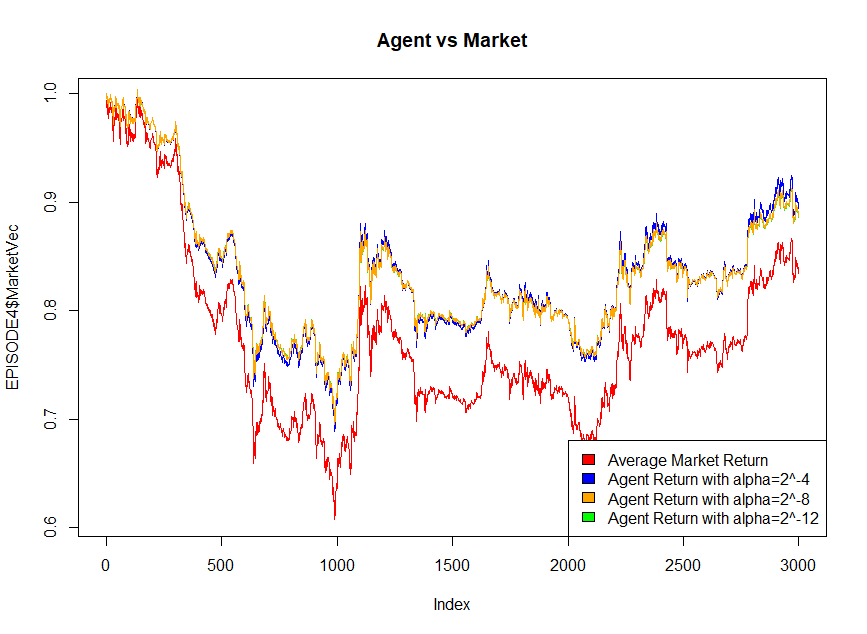 Agent vs Market
EPISODE4$MarketVec
1.0
0.9
0.8
0.7
0.6
Average Market Return
Agent Return with alpha=2^-4
Agent Return with alpha=2^-8
Agent Return with alpha=2^-12
0
500
1000
1500
2000
2500
3000
Index